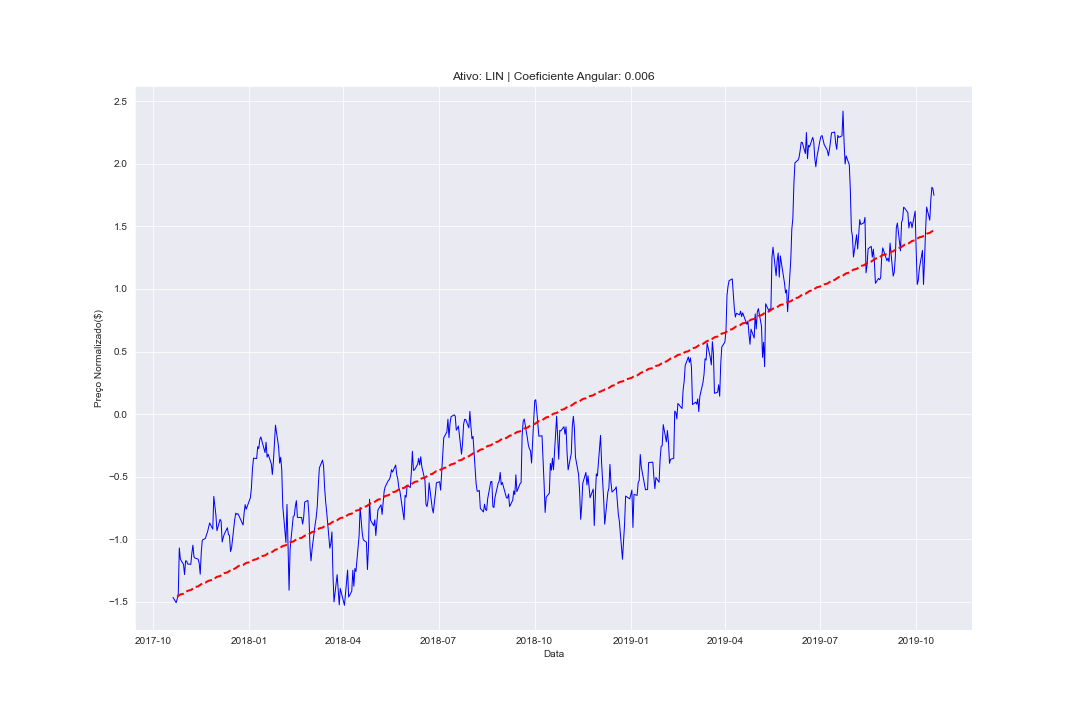 Ativo: LIN | Coeficiente Angular: 0.006
2.5
2.0
1.5
1.0
0.5
0.0
−0.5
−1.0
−1.5
Preço Normalizado($)
2017-10 2018-01 2018-04 2018-07 2018-10 2019-01 2019-04 2019-07 2019-10
Data